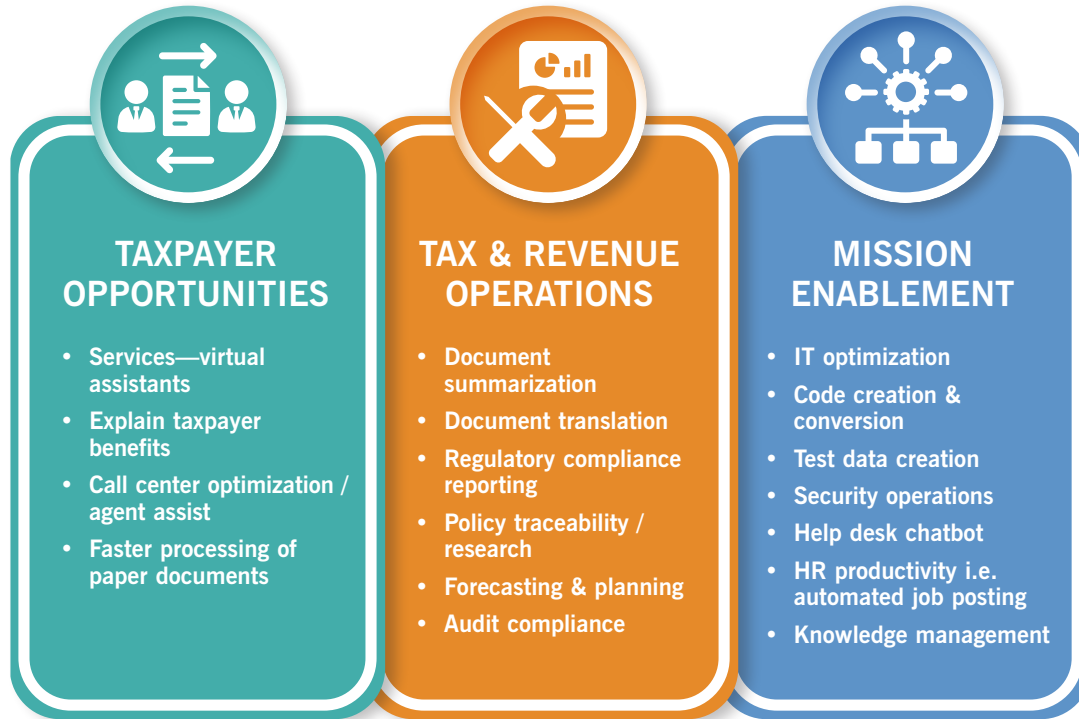 TAXPAYER
OPPORTUNITIES
• Services—virtual
assistants
• Explain taxpayer
benefits
• Call center optimization /
agent assist
• Faster processing of
paper documents
TAX & REVENUE
OPERATIONS
• Document
summarization
• Document translation
• Regulatory compliance
reporting
• Policy traceability /
research
• Forecasting & planning
• Audit compliance
MISSION
ENABLEMENT
• IT optimization
• Code creation &
conversion
• Test data creation
• Security operations
• Help desk chatbot
• HR productivity i.e.
automated job posting
• Knowledge management